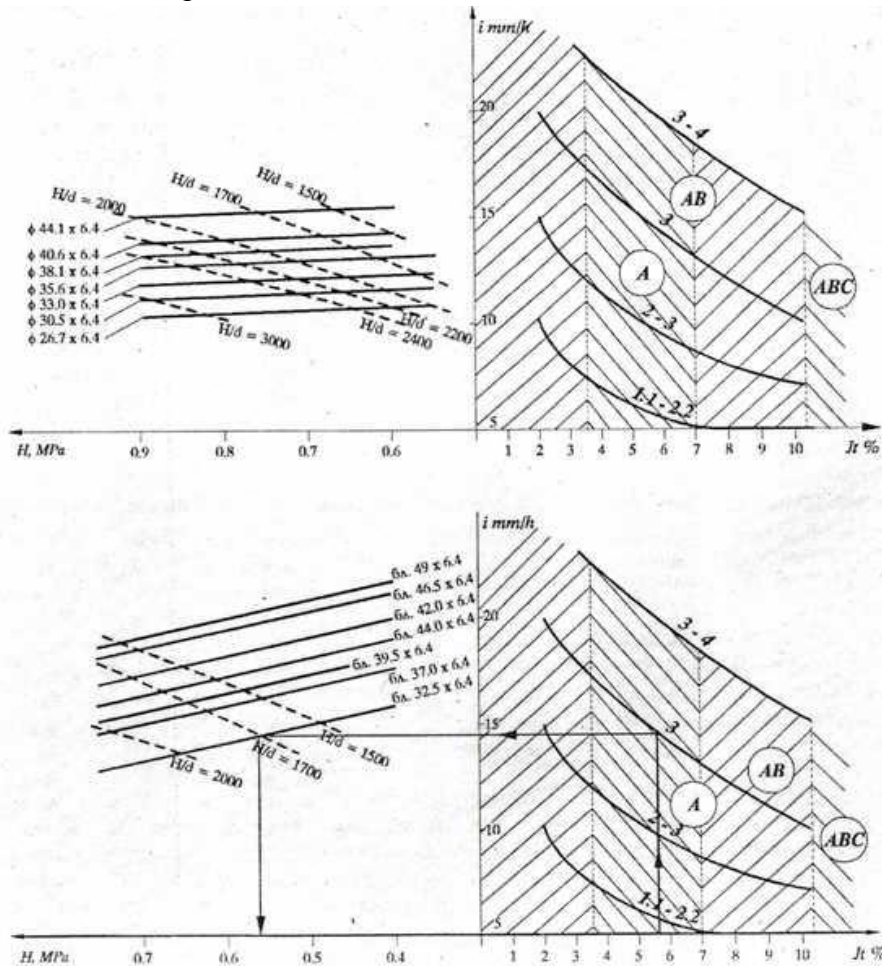 i mm/h
20
15
10
5
3 - 4
3
2 - 3
1.1 - 2.2
AB
A
ABC
H/d = 2000
H/d = 1700
H/d = 1500
ϕ 44.1 x 6.4
ϕ 40.6 x 6.4
ϕ 38.1 x 6.4
ϕ 35.6 x 6.4
ϕ 33.0 x 6.4
ϕ 30.5 x 6.4
ϕ 26.7 x 6.4
H/d = 3000
H/d = 2400
H/d = 2200
H, MPa 0.9 0.8 0.7 0.6 1 2 3 4 5 6 7 8 9 10 Jt %
i mm/h
20
15
10
5
3 - 4
3
2 - 3
1.1 - 2.2
AB
A
ABC
бл. 49 x 6.4
бл. 46.5 x 6.4
бл. 42.0 x 6.4
бл. 44.0 x 6.4
бл. 39.5 x 6.4
бл. 37.0 x 6.4
бл. 32.5 x 6.4
H/d = 2000
H/d = 1700
H/d = 1500
H, MPa 0.7 0.6 0.5 0.4 1 2 3 4 5 6 7 8 9 10 Jt %